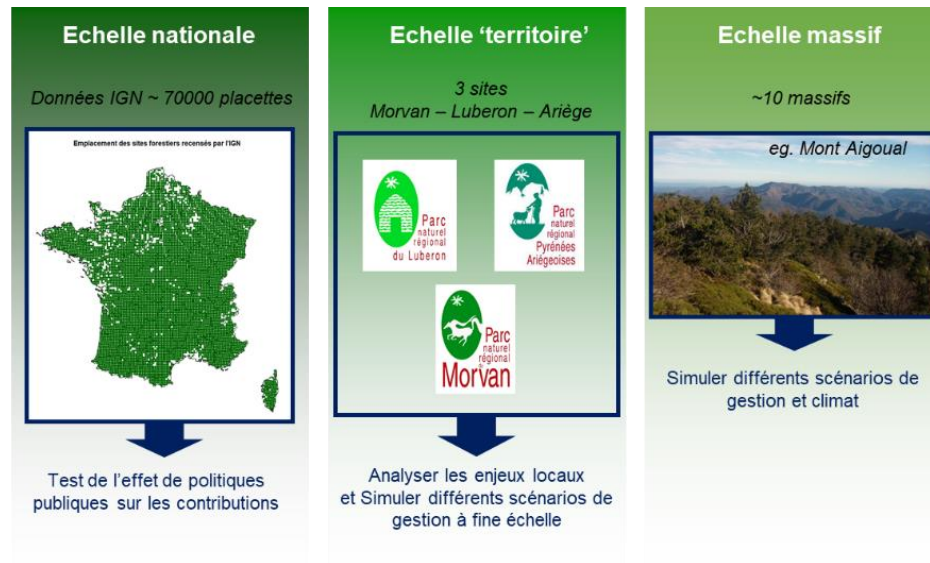 Echelle nationale
Données IGN ~ 70000 placettes
Emplacement des sites forestiers recensés par l'IGN
Test de l'effet de politiques
publiques sur les contributions
Echelle ‘territoire’
3 sites
Morvan – Luberon – Ariège
Parc
naturel
régional
du Luberon
Parc
naturel
régional
Pyrénées
Ariégeoises
Parc
naturel
régional
Morvan
Analyser les enjeux locaux
et Simuler différents scénarios de
gestion à fine échelle
Echelle massif
~10 massifs
eg. Mont Aigoual
Simuler différents scénarios de
gestion et climat